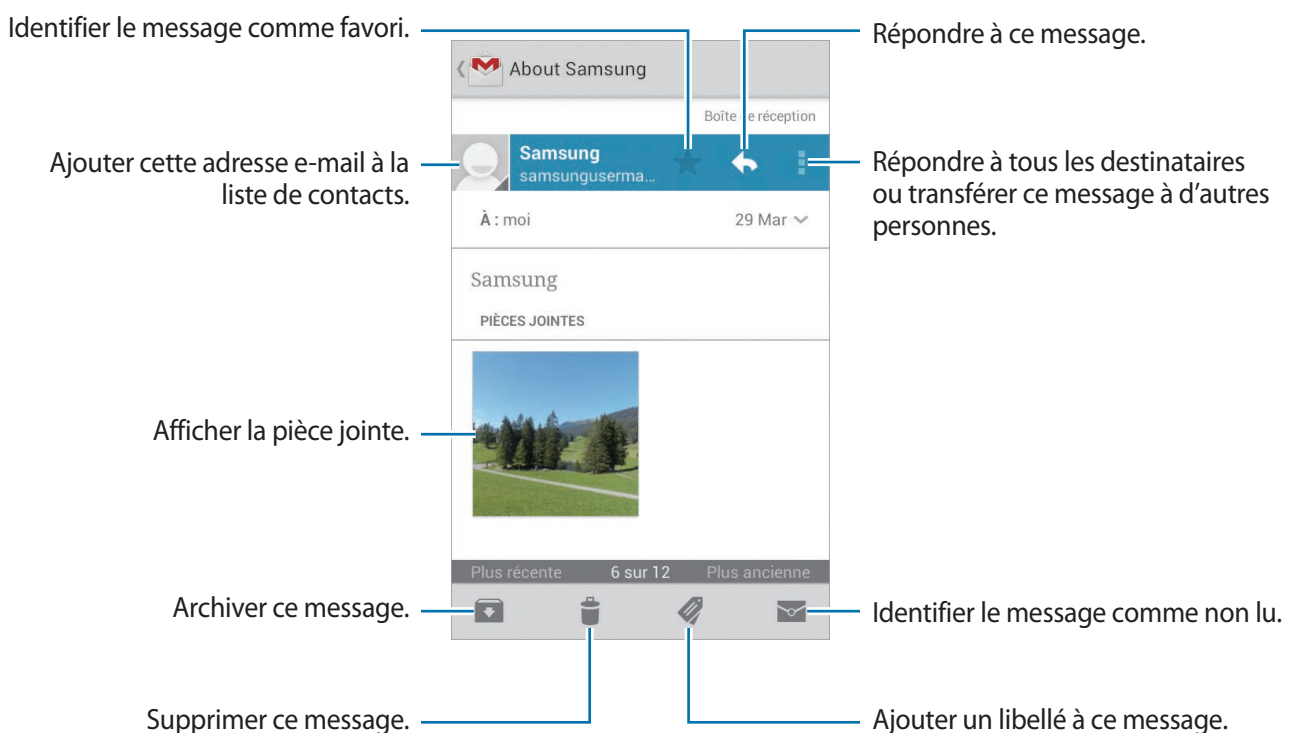 Identifier le message comme favori.
Répondre à ce message.
About Samsung
Boîte de réception
Ajouter cette adresse e-mail à la
liste de contacts.
Samsung
samsunguserma...
Répondre à tous les destinataires
ou transférer ce message à d'autres
personnes.
À : moi
29 Mar
Samsung
PIÈCES JOINTES
Afficher la pièce jointe.
Plus récente
6 sur 12
Plus ancienne
Archiver ce message.
Identifier le message comme non lu.
Supprimer ce message.
Ajouter un libellé à ce message.